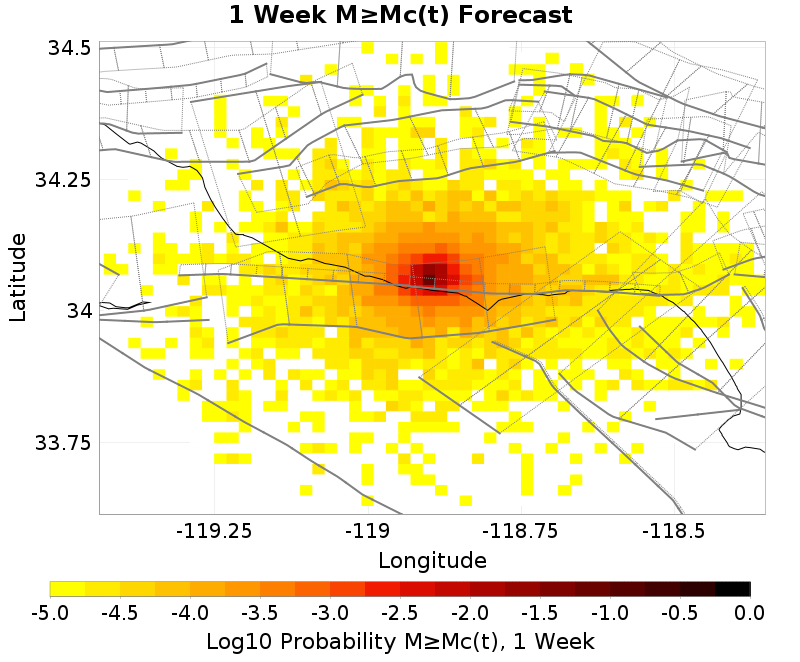 1 Week M≥Mc(t) Forecast
34.5
34.25
34
33.75
Latitude
-119.25 -119 -118.75 -118.5
Longitude
-5.0 -4.5 -4.0 -3.5 -3.0 -2.5 -2.0 -1.5 -1.0 -0.5 0.0
Log10 Probability M≥Mc(t), 1 Week